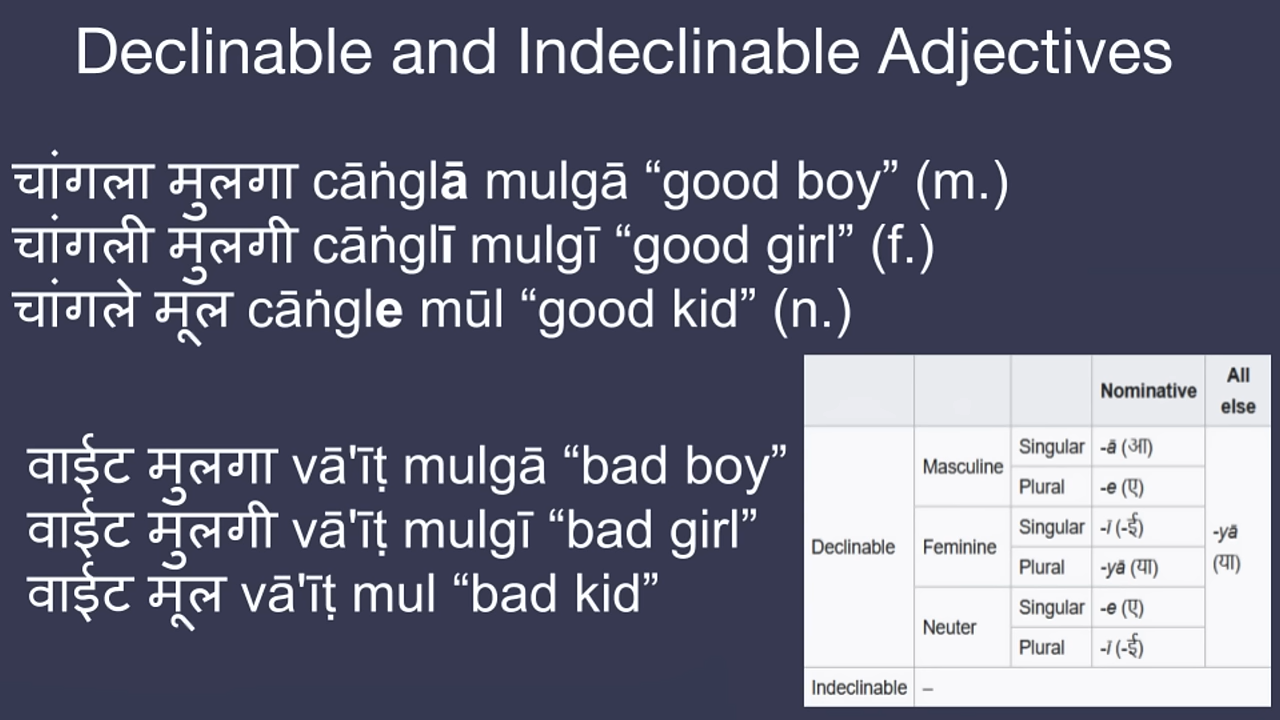 Declinable and Indeclinable Adjectives
चांगला मुलगा cāṅglā mulgā “good boy” (m.)
चांगली मुलगी cāṅglī mulgī “good girl” (f.)
चांगले मूल cāṅgle mūl “good kid” (n.)
वाईट मुलगा vā'īṭ mulgā “bad boy”
वाईट मुलगी vā'īṭ mulgī “bad girl”
वाईट मूल vā'īṭ mul “bad kid”
Nominative All else
Declinable Masculine Singular -ā (आ) -yā (या)
Plural -e (ए)
Feminine Singular -ī (-ई)
Plural -yā (या)
Neuter Singular -e (ए)
Plural -ī (-ई)
Indeclinable –